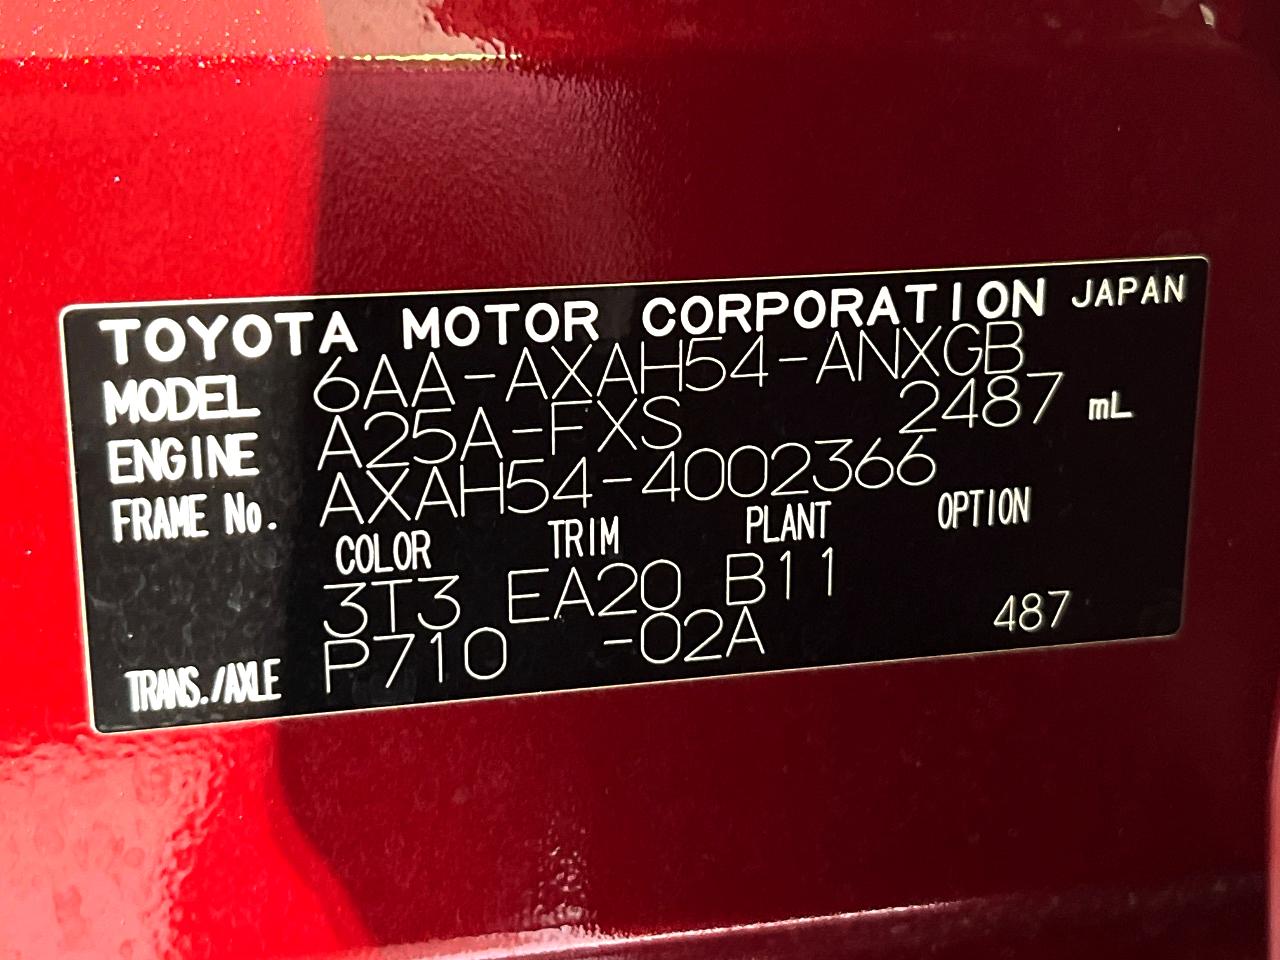 TOYOTA MOTOR CORPORATION JAPAN
MODEL 6AA-AXAH54-ANXGB
ENGINE A25A-FXS 2487 mL
FRAME No. AXAH54-4002366
COLOR TRIM PLANT OPTION
3T3 EA20 B11
TRANS./AXLE P710 -02A 487